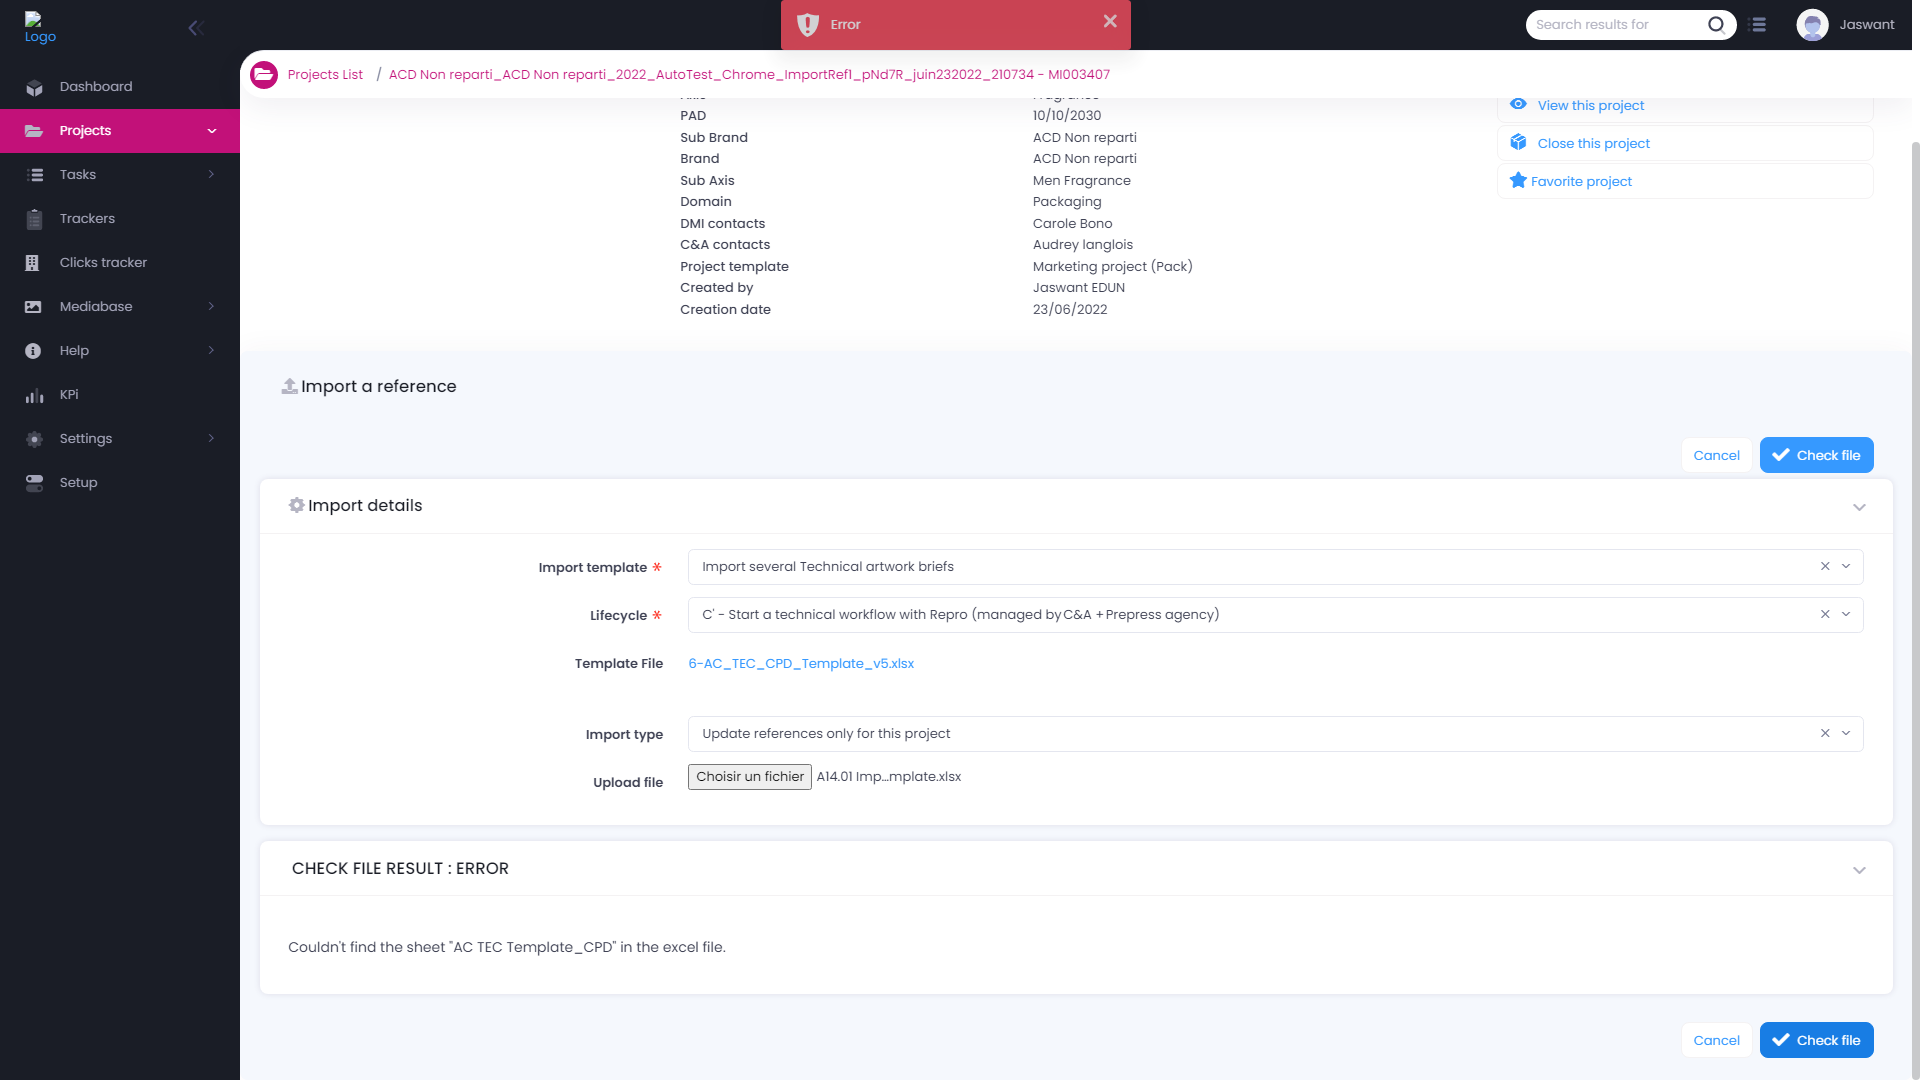 Logo
Error
Search results for
Jaswant
Dashboard
Projects
Tasks
Trackers
Clicks tracker
Mediabase
Help
KPi
Settings
Setup
Projects List / ACD Non reparti_ACD Non reparti_2022_AutoTest_Chrome_ImportRef1_pNd7R_juin232022_210734 - MI003407
PAD 10/10/2030
Sub Brand ACD Non reparti
Brand ACD Non reparti
Sub Axis Men Fragrance
Domain Packaging
DMI contacts Carole Bono
C&A contacts Audrey langlois
Project template Marketing project (Pack)
Created by Jaswant EDUN
Creation date 23/06/2022
View this project
Close this project
Favorite project
Import a reference
Cancel Check file
Import details
Import template * Import several Technical artwork briefs
Lifecycle * C' - Start a technical workflow with Repro (managed by C&A + Prepress agency)
Template File 6-AC_TEC_CPD_Template_v5.xlsx
Import type Update references only for this project
Upload file Choisir un fichier A14.01 Imp...mplate.xlsx
CHECK FILE RESULT : ERROR
Couldn't find the sheet "AC TEC Template_CPD" in the excel file.
Cancel Check file